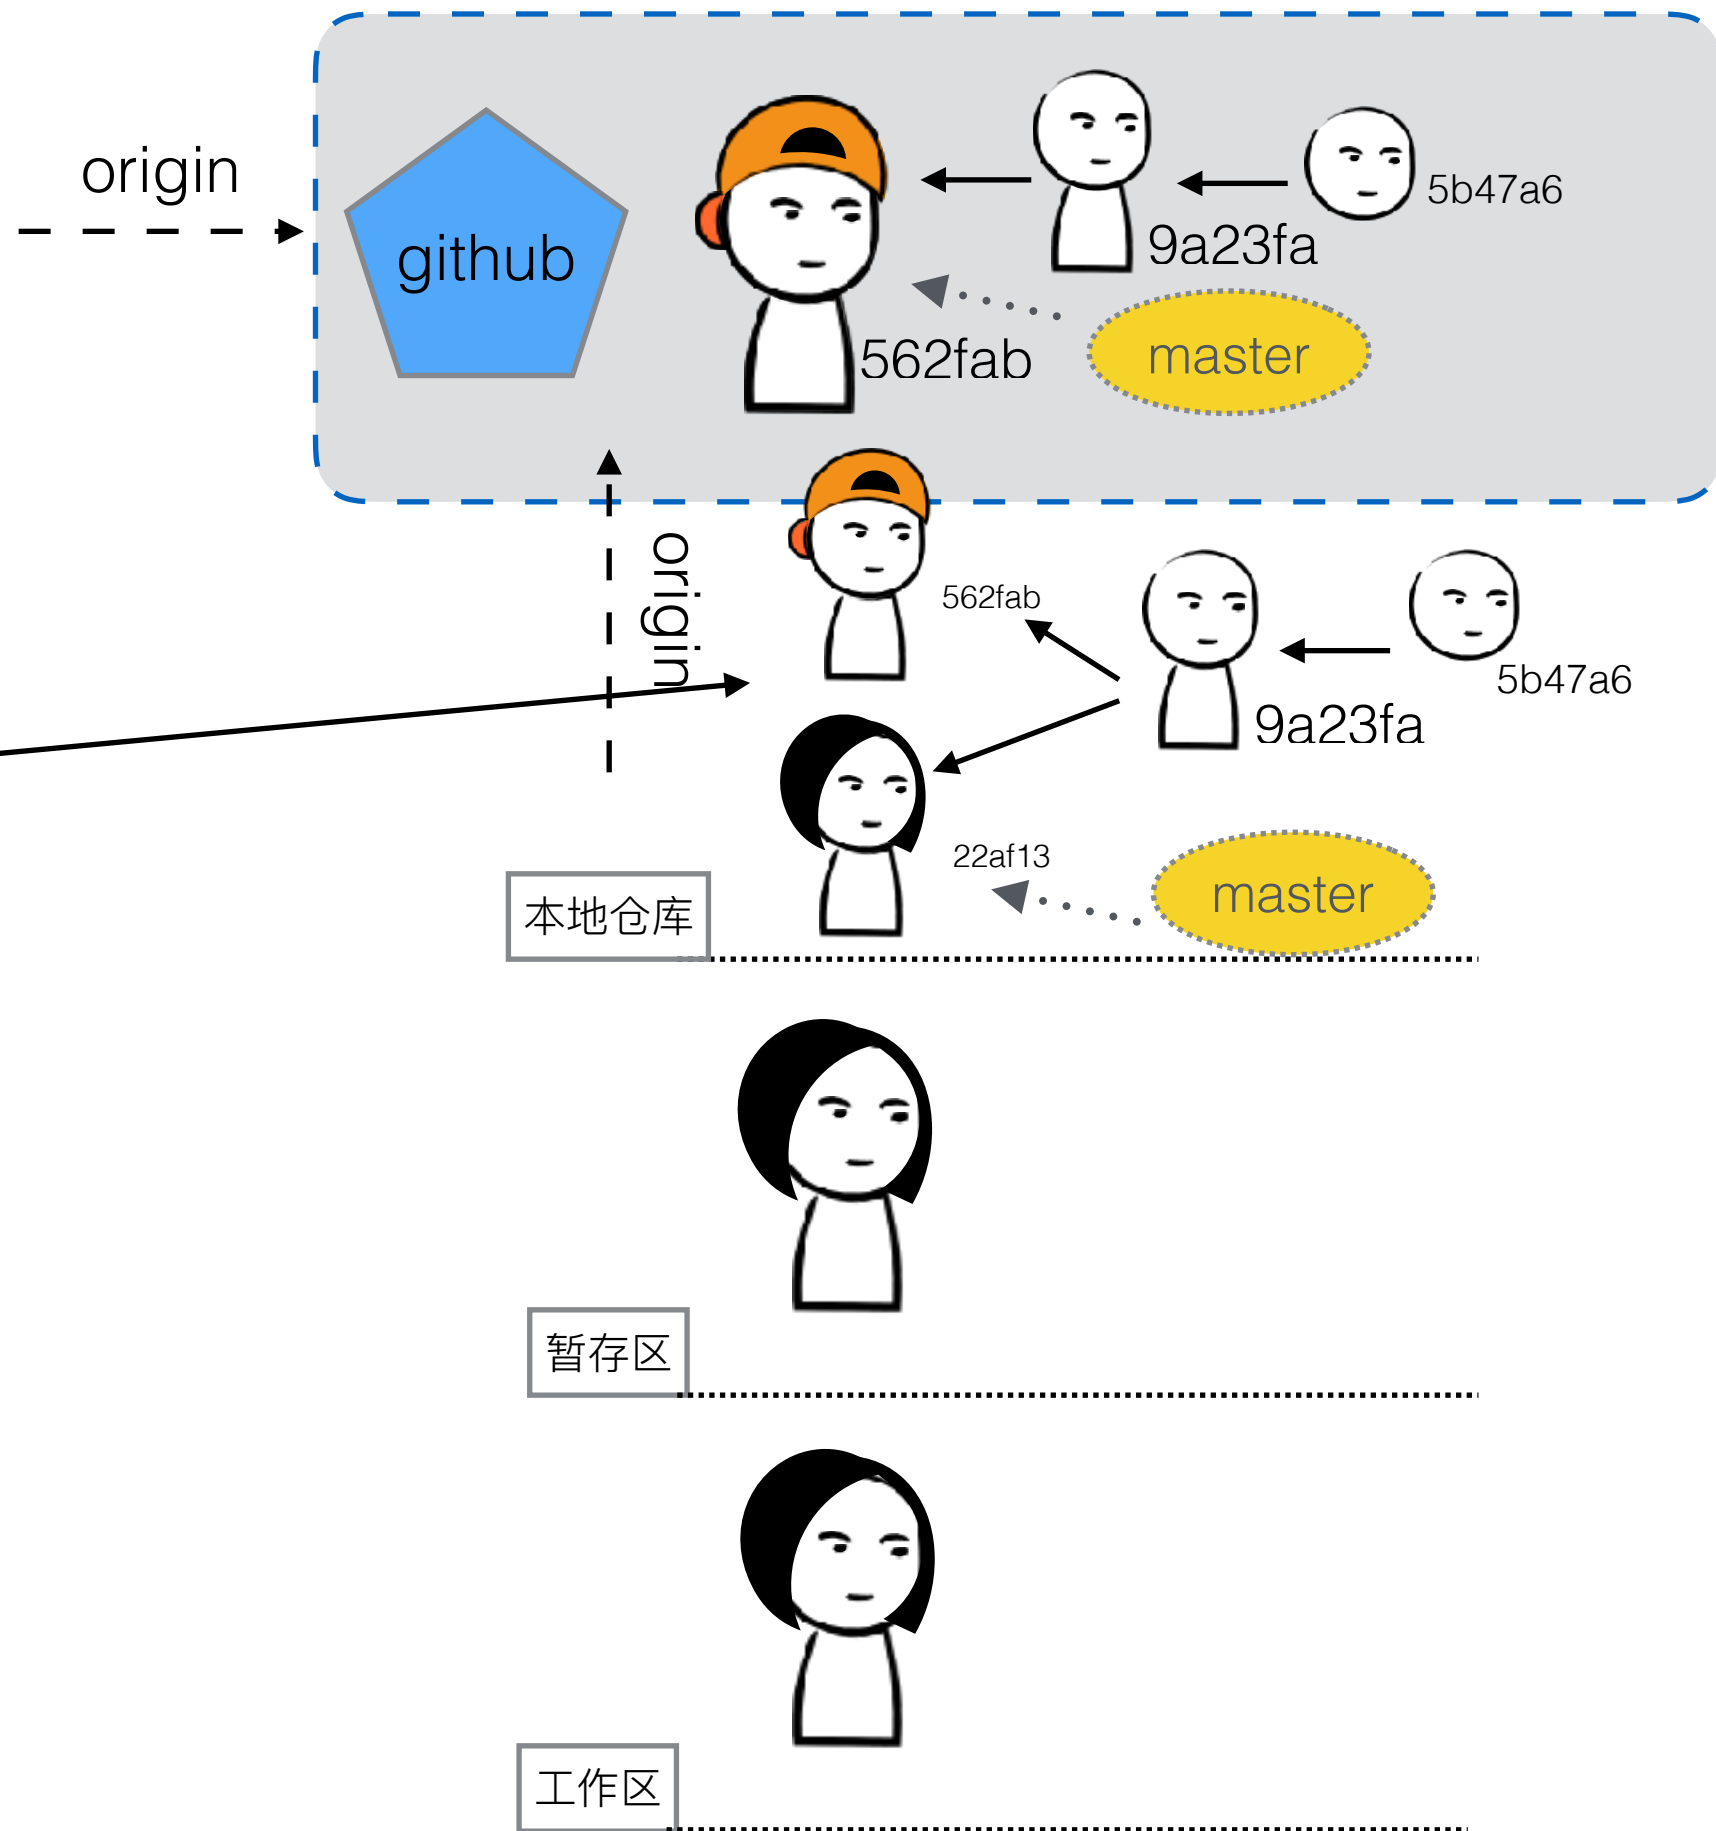 origin
github
5b47a6
9a23fa
562fab
master
origin
562fab
5b47a6
9a23fa
22af13
master
本地仓库
暂存区
工作区